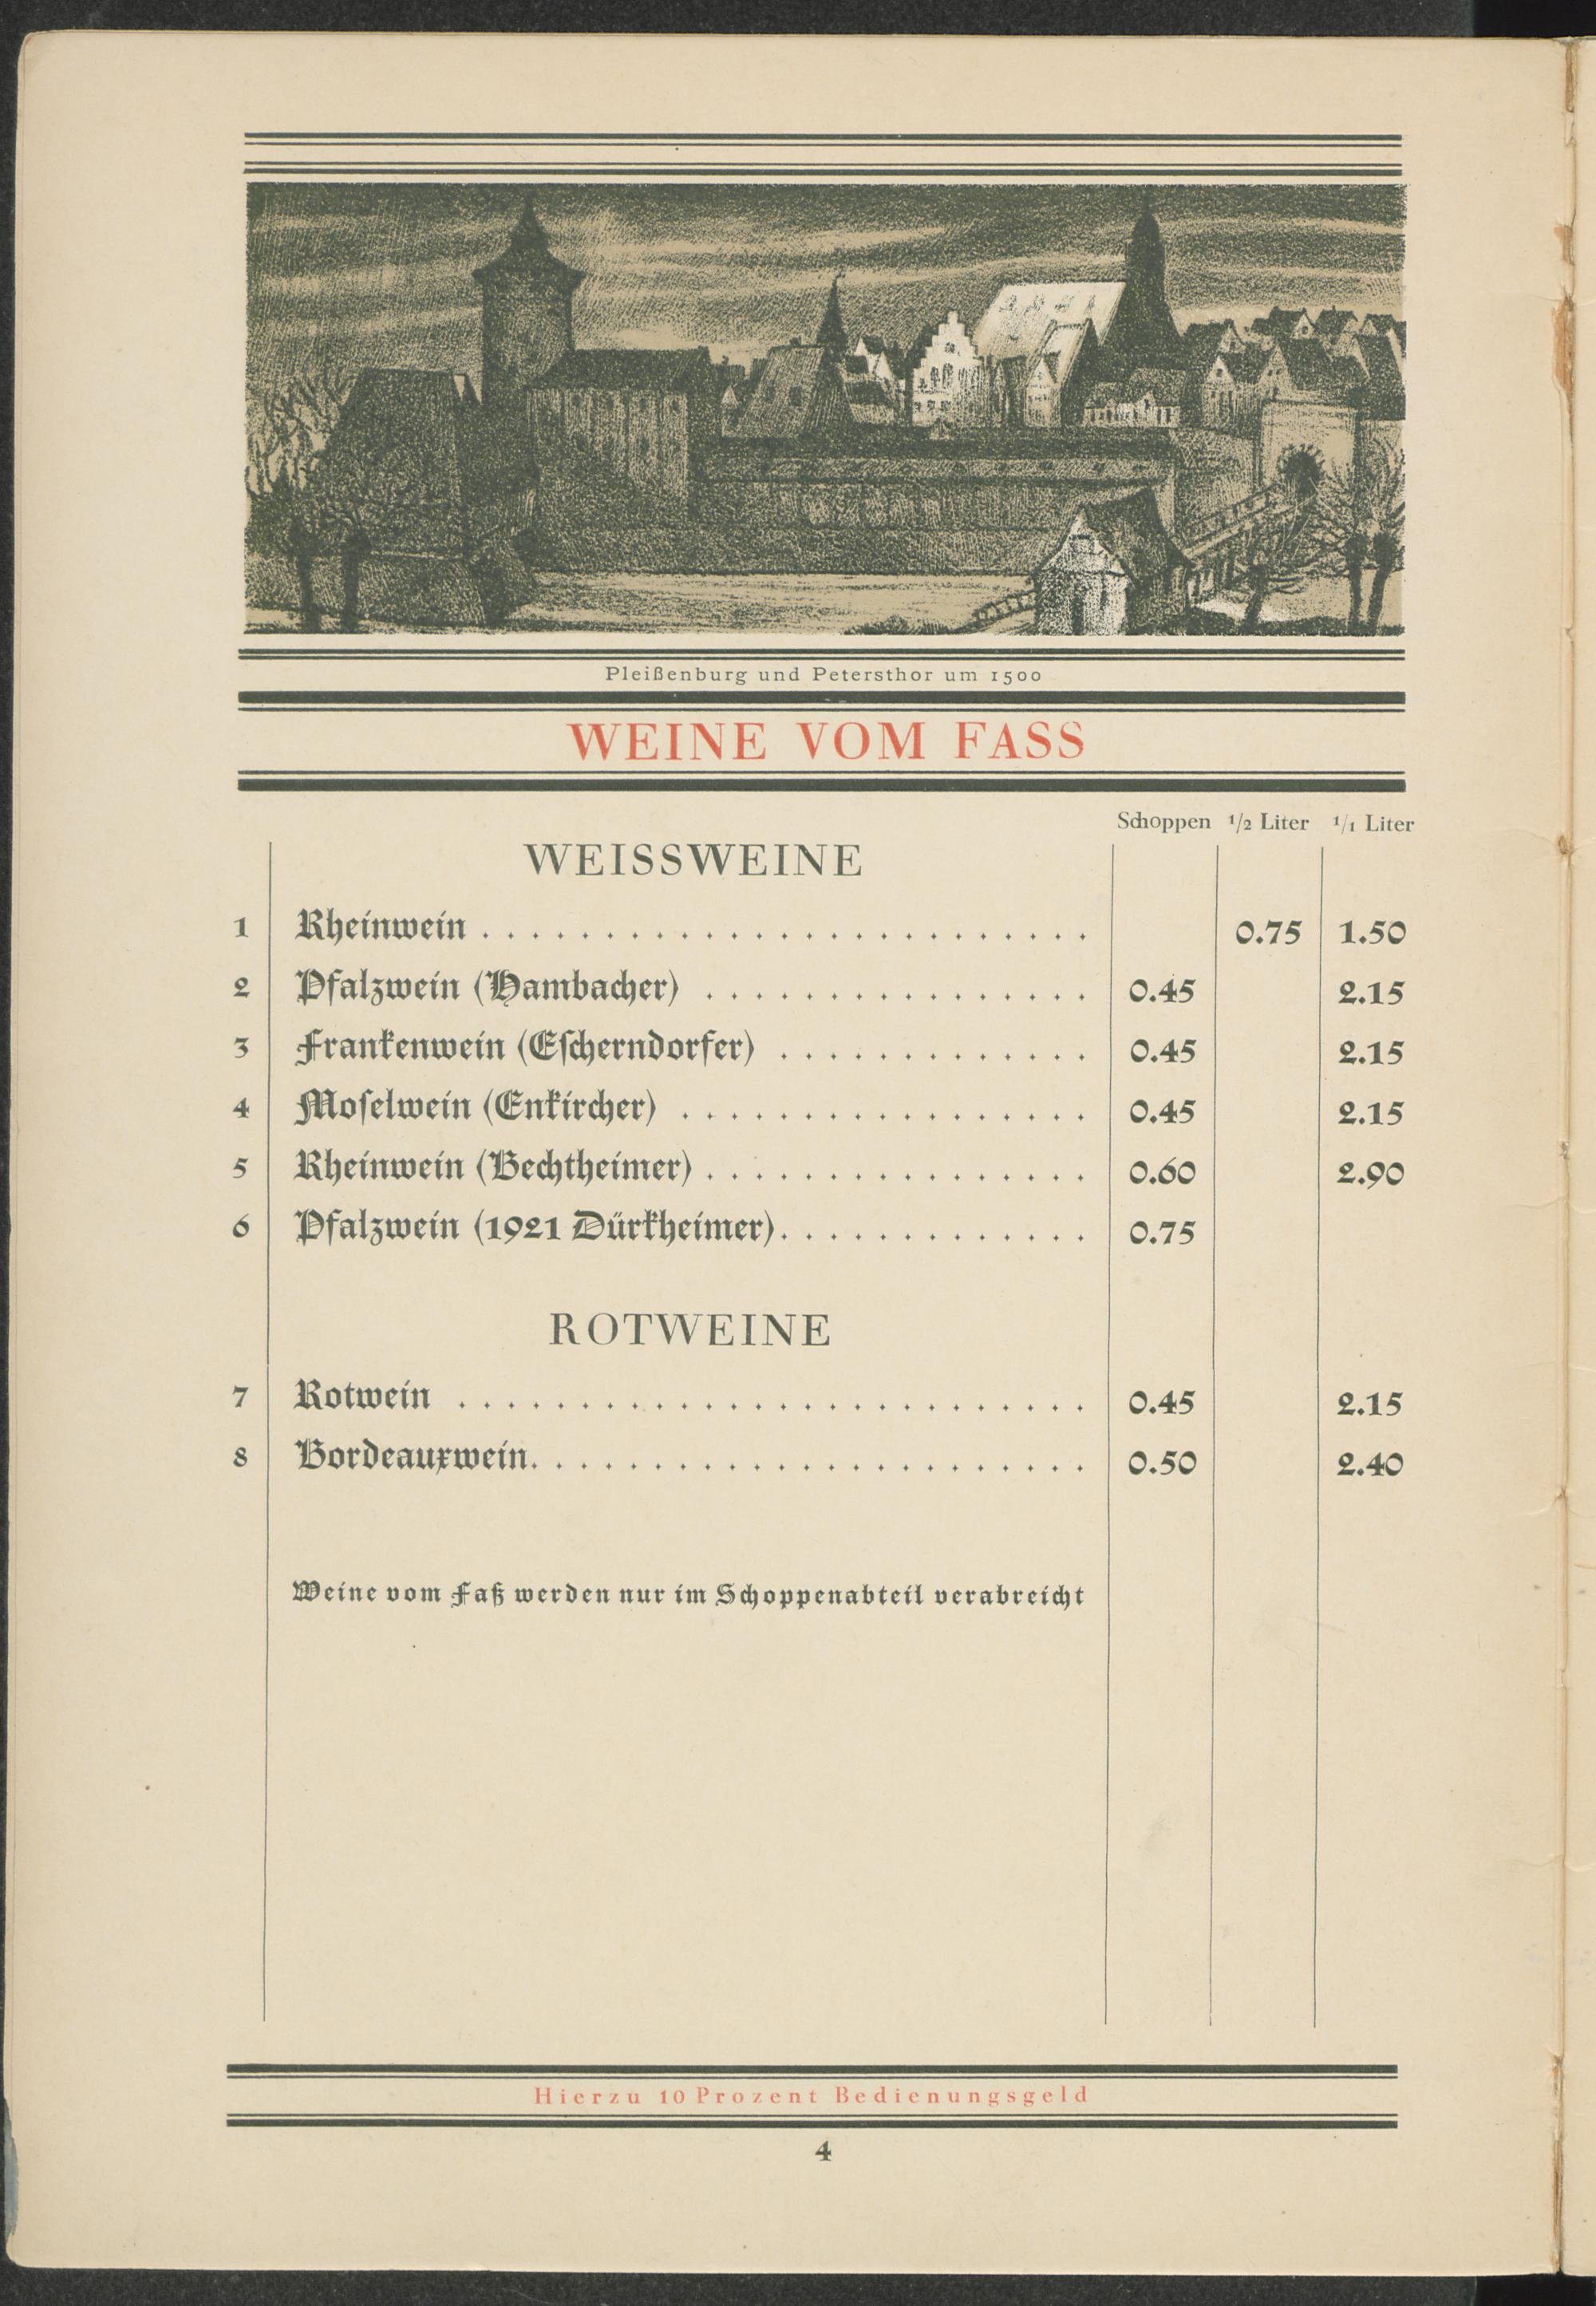 Pleißenburg und Petersthor um 1500
WEINE VOM FASS
Schoppen 1/2 Liter 1/1 Liter
WEISSWEINE
1 Rheinwein . . . . . . . . . . . . . . . . . . . . . . . . . 0.75 1.50
2 Pfalzwein (Hambacher) . . . . . . . . . . . . . . . . 0.45 2.15
3 Frankenwein (Eſcherndorfer) . . . . . . . . . . . . . 0.45 2.15
4 Moſelwein (Enkircher) . . . . . . . . . . . . . . . . . 0.45 2.15
5 Rheinwein (Bechtheimer) . . . . . . . . . . . . . . . . 0.60 2.90
6 Pfalzwein (1921 Dürkheimer) . . . . . . . . . . . . . 0.75
ROTWEINE
7 Rotwein . . . . . . . . . . . . . . . . . . . . . . . . . . 0.45 2.15
8 Bordeauxwein . . . . . . . . . . . . . . . . . . . . . . . 0.50 2.40
Weine vom Faß werden nur im Schoppenabteil verabreicht
Hierzu 10 Prozent Bedienungsgeld
4